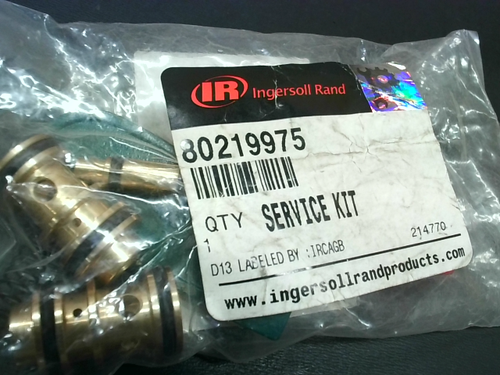 IR Ingersoll Rand
80219975
QTY SERVICE KIT
1
D13 LABELED BY :IRCAGB 214770
www.ingersollrandproducts.com